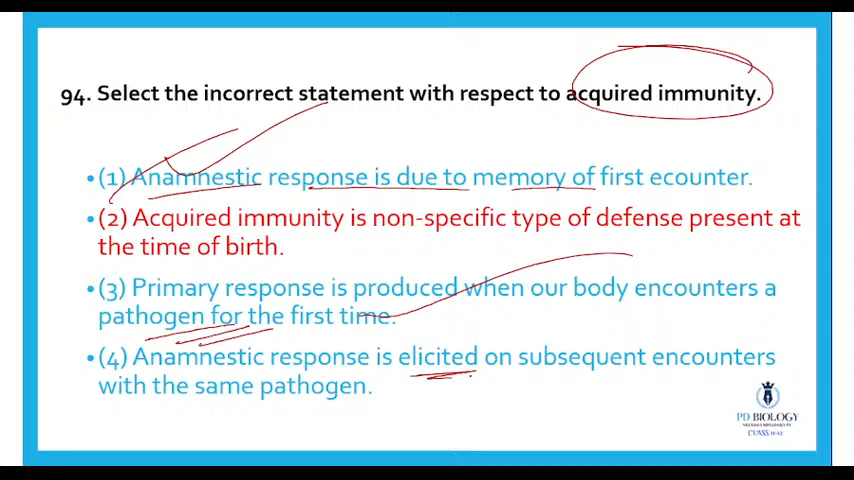 94. Select the incorrect statement with respect to acquired immunity.
• (1) Anamnestic response is due to memory of first ecounter.
• (2) Acquired immunity is non-specific type of defense present at
the time of birth.
• (3) Primary response is produced when our body encounters a
pathogen for the first time.
• (4) Anamnestic response is elicited on subsequent encounters
with the same pathogen.
PD BIOLOGY
CLASS 11-12